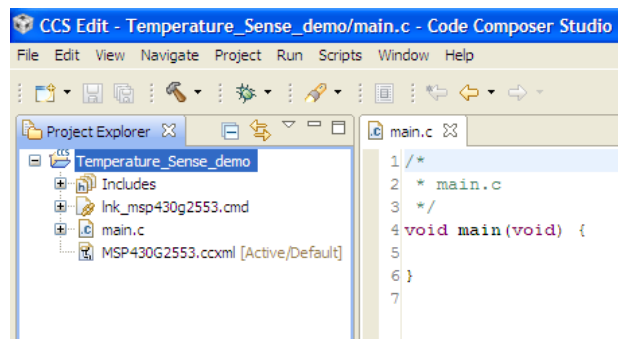 CCS Edit - Temperature_Sense_demo/main.c - Code Composer Studio
File Edit View Navigate Project Run Scripts Window Help
Project Explorer
CCS
Temperature_Sense_demo
Includes
lnk_msp430g2553.cmd
main.c
MSP430G2553.ccxml [Active/Default]
main.c
1 /*
2 * main.c
3 */
4 void main(void) {
5
6 }
7